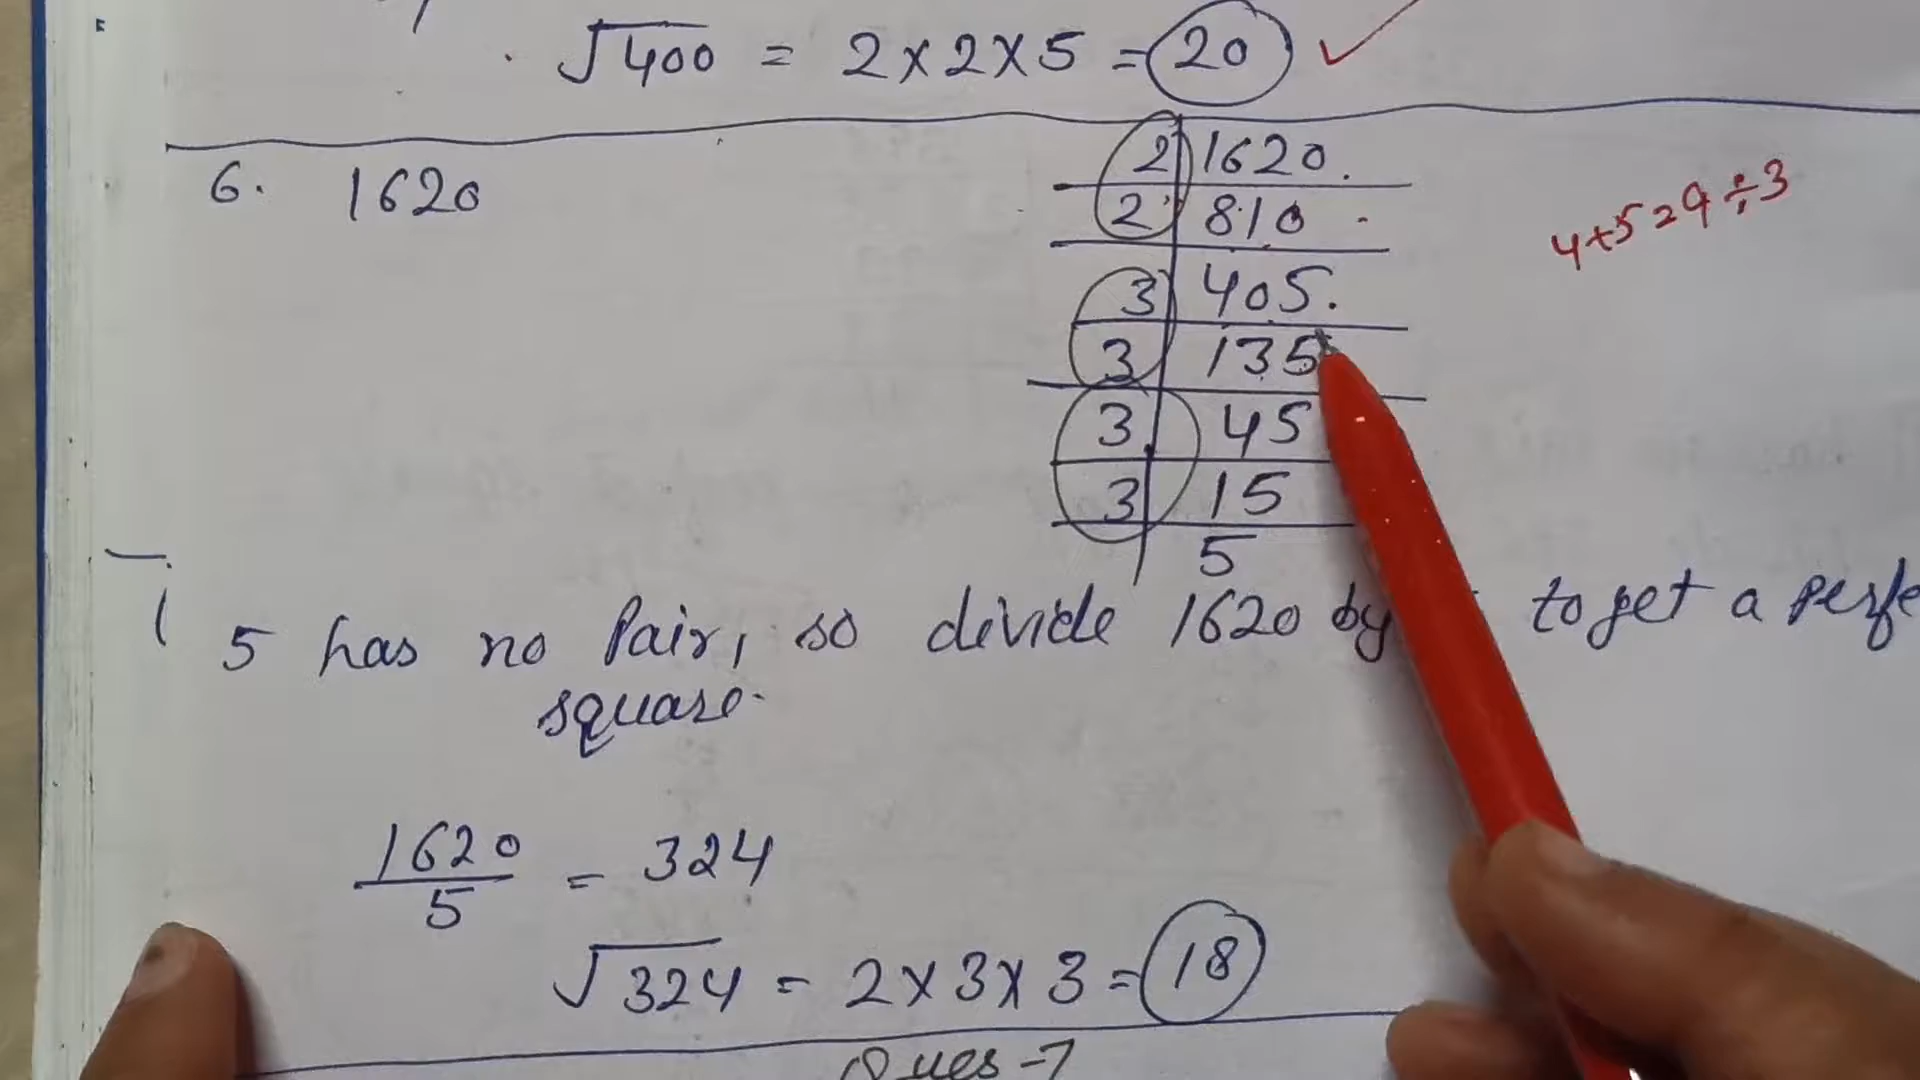 √400 = 2×2×5 = 20 ✓
6. 1620
2 | 1620.
2 | 810
3 | 405.
3 | 135
3 | 45
3 | 15
5
4+5=9÷3
5 has no Pair, so divide 1620 by to get a perfe
square.
1620/5 = 324
√324 = 2×3×3 = 18
Ques-7